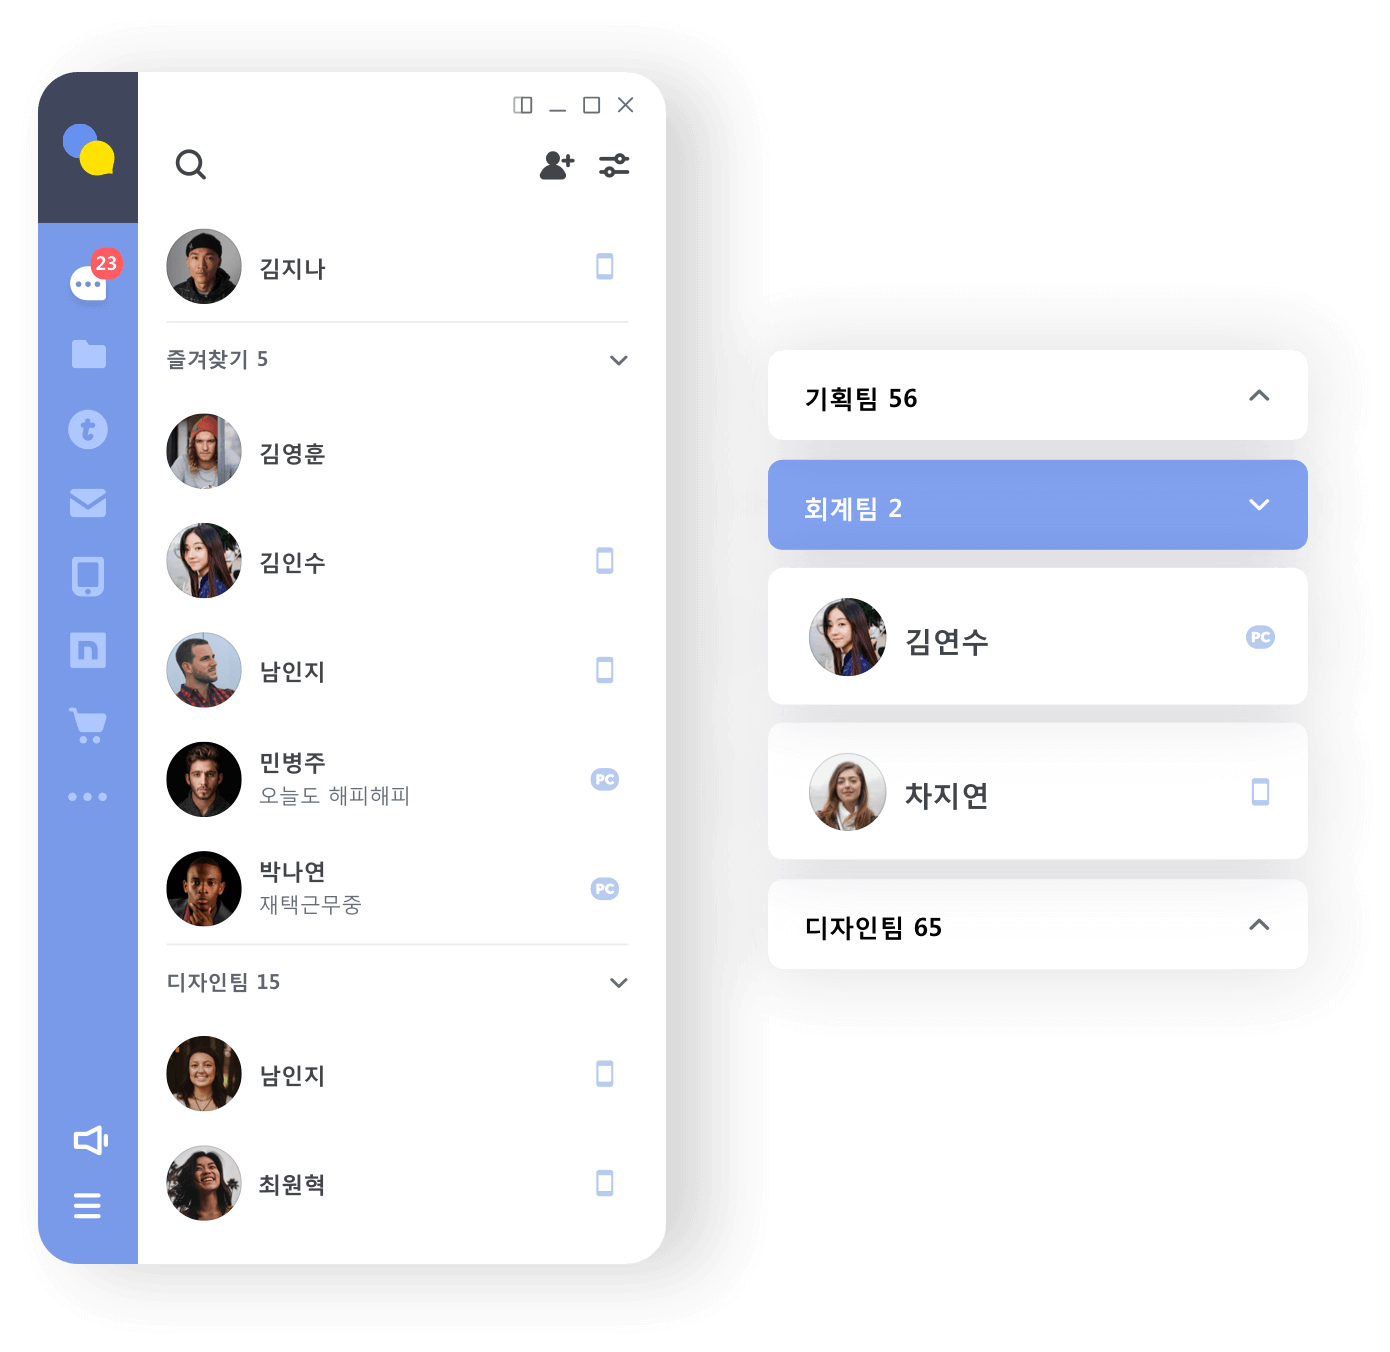 23
t
n
김지나
즐겨찾기 5
김영훈
김인수
남인지
민병주
오늘도 해피해피
PC
박나연
재택근무중
PC
디자인팀 15
남인지
최원혁
기획팀 56
회계팀 2
김연수
PC
차지연
디자인팀 65